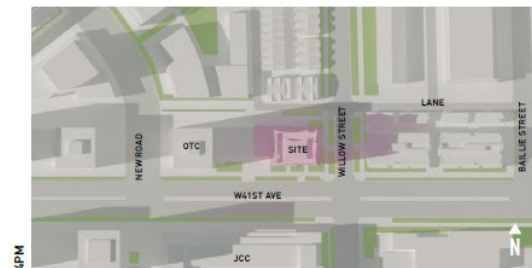 LANE
NEW ROAD
OTC
SITE
WILLOW STREET
BAILLIE STREET
W41ST AVE
4PM
JCC
N